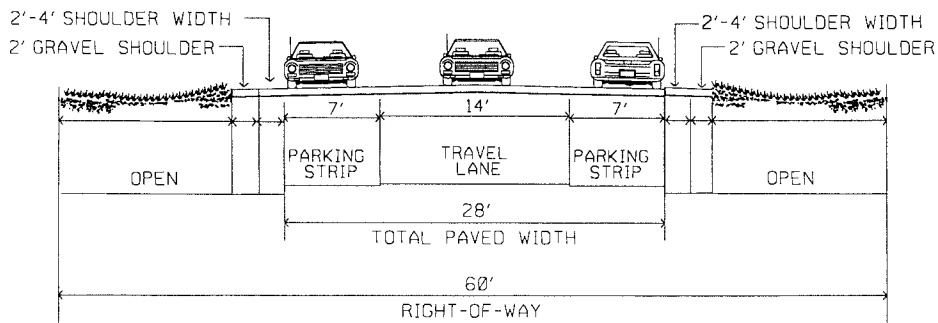 2'-4' SHOULDER WIDTH
2' GRAVEL SHOULDER
2'-4' SHOULDER WIDTH
2' GRAVEL SHOULDER
7'
14'
7'
PARKING
STRIP
TRAVEL
LANE
PARKING
STRIP
OPEN
OPEN
28'
TOTAL PAVED WIDTH
60'
RIGHT-OF-WAY